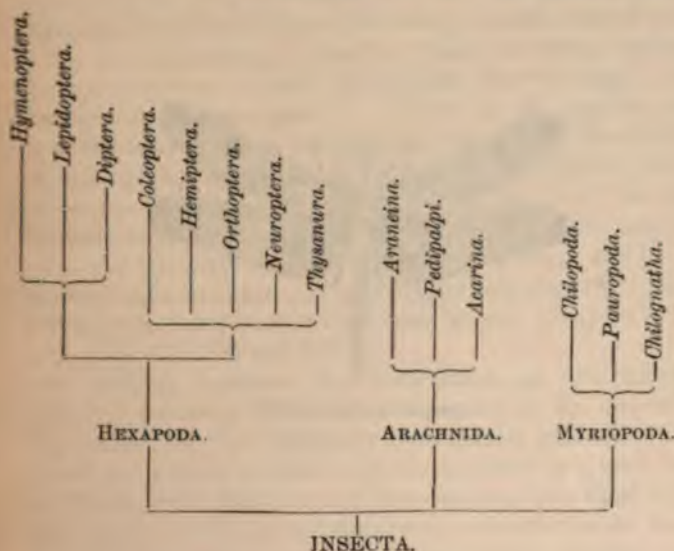 Hymenoptera.
Lepidoptera.
Diptera.
Coleoptera.
Hemiptera.
Orthoptera.
Neuroptera.
Thysanura.
Araneina.
Pedipalpi.
Acarina.
Chilopoda.
Pauropoda.
Chilognatha.
HEXAPODA.
ARACHNIDA.
MYRIOPODA.
INSECTA.